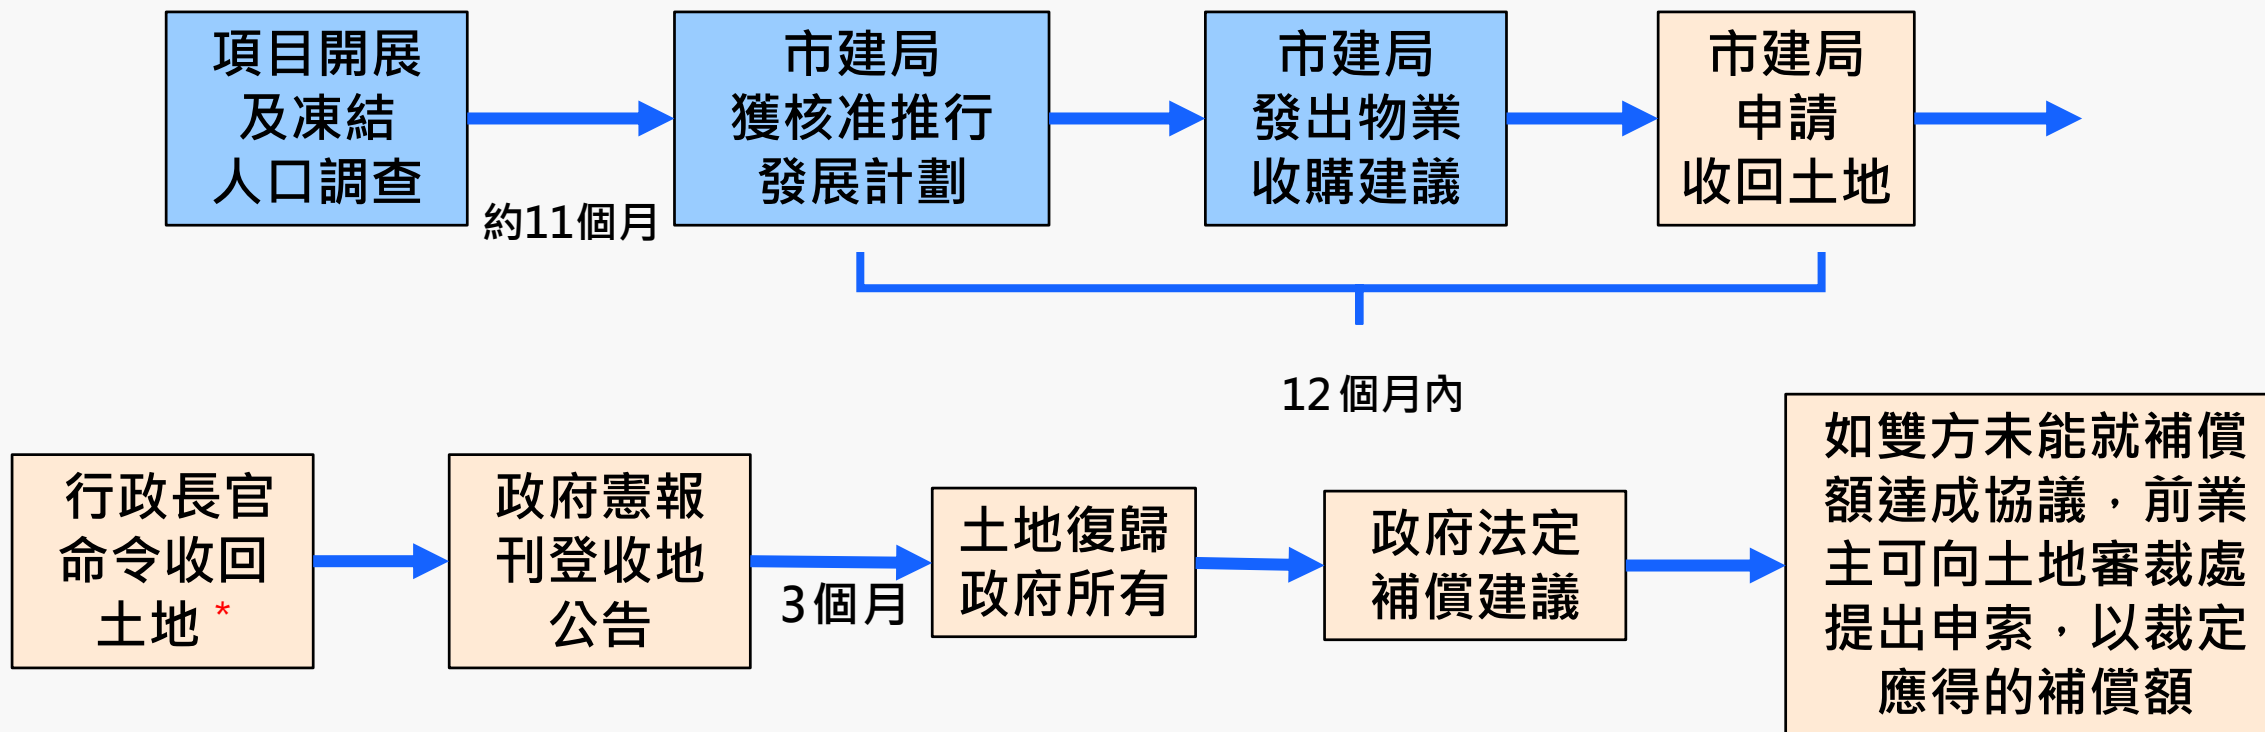 項目開展
及凍結
人口調查
約11個月
市建局
獲核准推行
發展計劃
市建局
發出物業
收購建議
市建局
申請
收回土地
12個月內
行政長官
命令收回
土地*
政府憲報
刊登收地
公告
3個月
土地復歸
政府所有
政府法定
補償建議
如雙方未能就補償
額達成協議，前業
主可向土地審裁處
提出申索，以裁定
應得的補償額